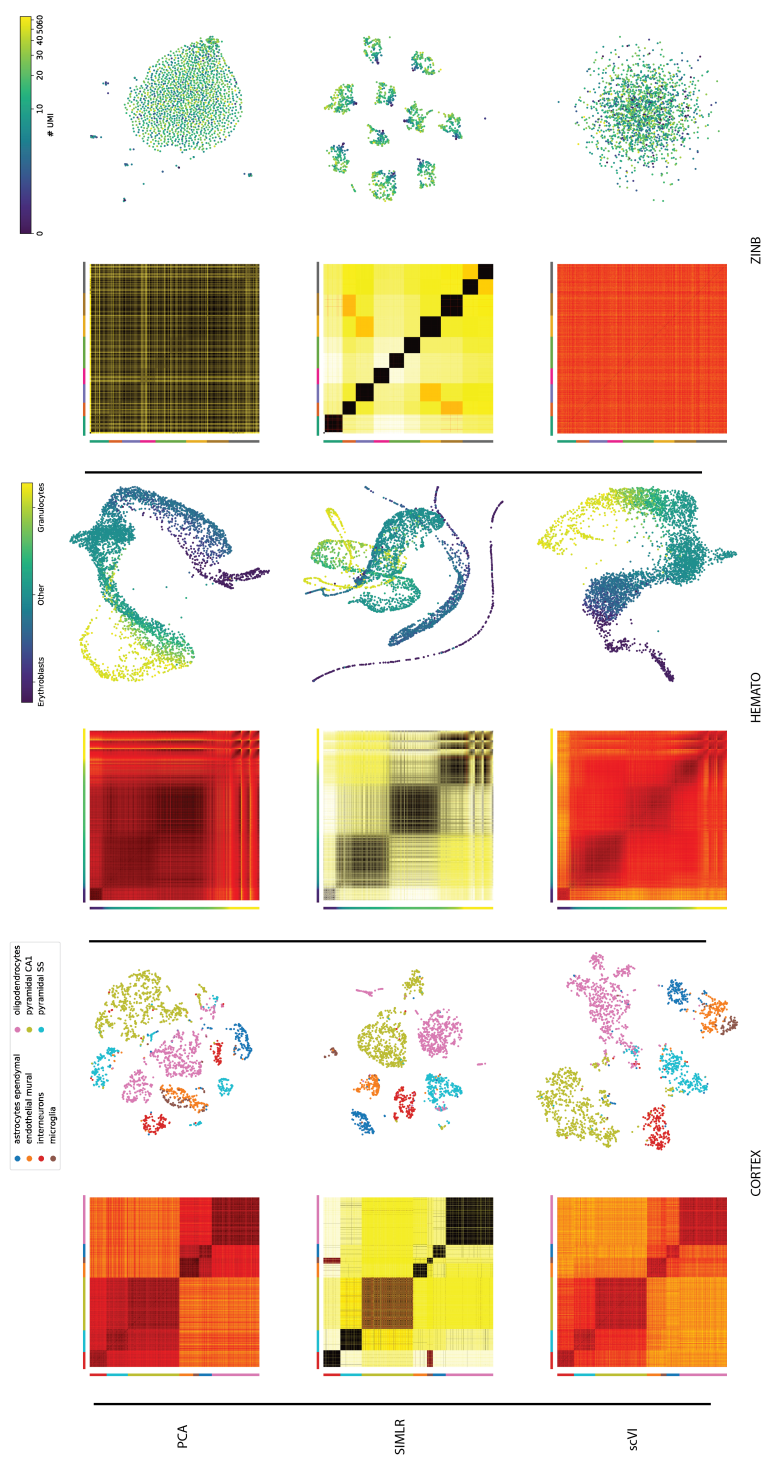 0
10
20
30
40
50
60
# UMI
ZINB
Erythroblasts
Other
Granulocytes
HEMATO
astrocytes ependymal
endothelial mural
interneurons
microglia
oligodendrocytes
pyramidal CA1
pyramidal SS
CORTEX
PCA
SIMLR
scVI